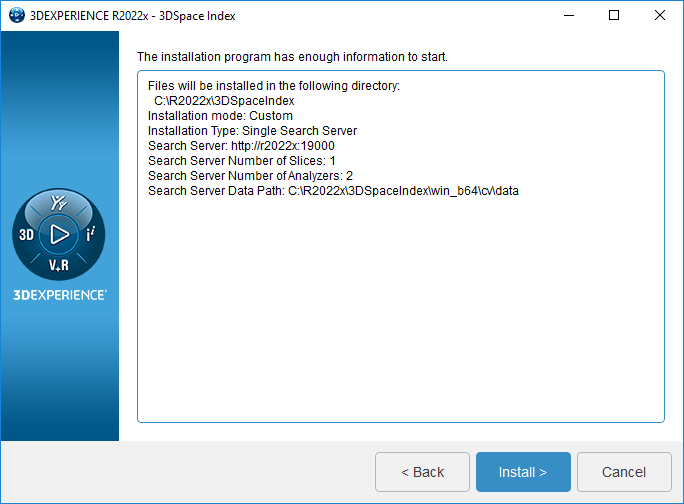 3DEXPERIENCE R2022x - 3DSpace Index
The installation program has enough information to start.
Files will be installed in the following directory:
C:\R2022x\3DSpaceIndex
Installation mode: Custom
Installation Type: Single Search Server
Search Server: http://r2022x:19000
Search Server Number of Slices: 1
Search Server Number of Analyzers: 2
Search Server Data Path: C:\R2022x\3DSpaceIndex\win_b64\cv\data
3D
V+R
3DEXPERIENCE
< Back
Install >
Cancel